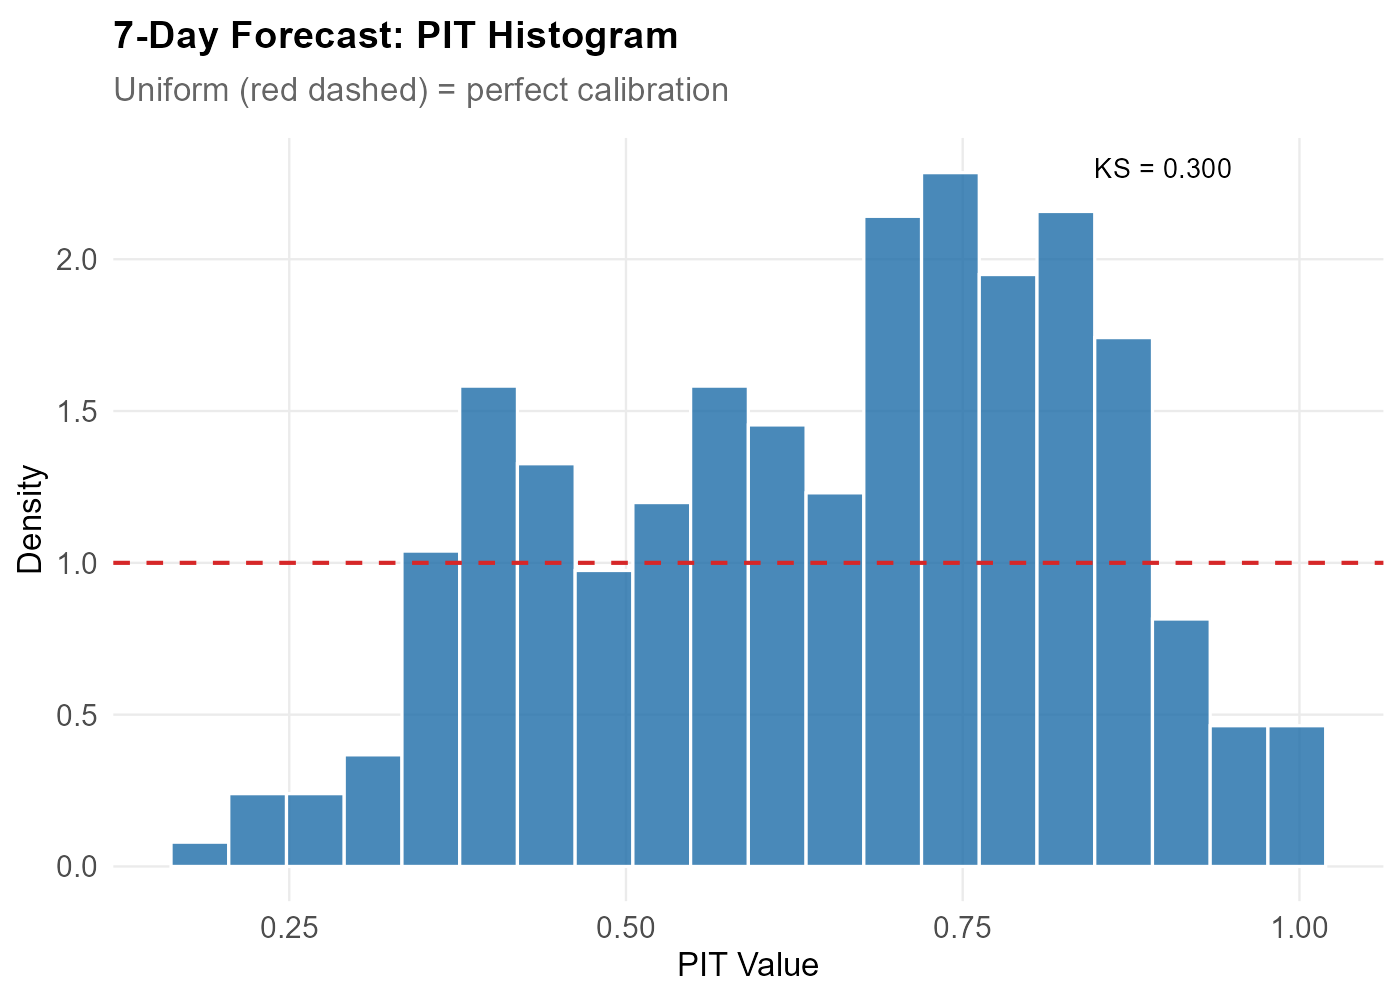 7-Day Forecast: PIT Histogram
Uniform (red dashed) = perfect calibration
KS = 0.300
2.0
1.5
1.0
0.5
0.0
Density
0.25 0.50 0.75 1.00
PIT Value